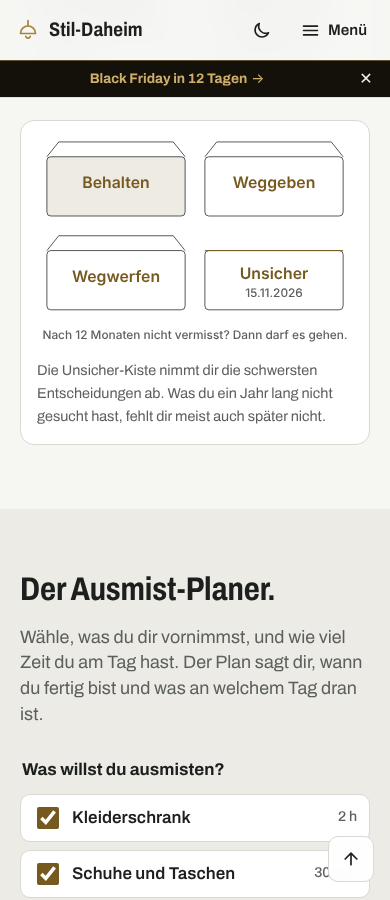 Stil-Daheim
Menü
Black Friday in 12 Tagen →
Behalten
Weggeben
Wegwerfen
Unsicher
15.11.2026
Nach 12 Monaten nicht vermisst? Dann darf es gehen.
Die Unsicher-Kiste nimmt dir die schwersten
Entscheidungen ab. Was du ein Jahr lang nicht
gesucht hast, fehlt dir meist auch später nicht.
Der Ausmist-Planer.
Wähle, was du dir vornimmst, und wie viel
Zeit du am Tag hast. Der Plan sagt dir, wann
du fertig bist und was an welchem Tag dran
ist.
Was willst du ausmisten?
Kleiderschrank
2 h
Schuhe und Taschen
30